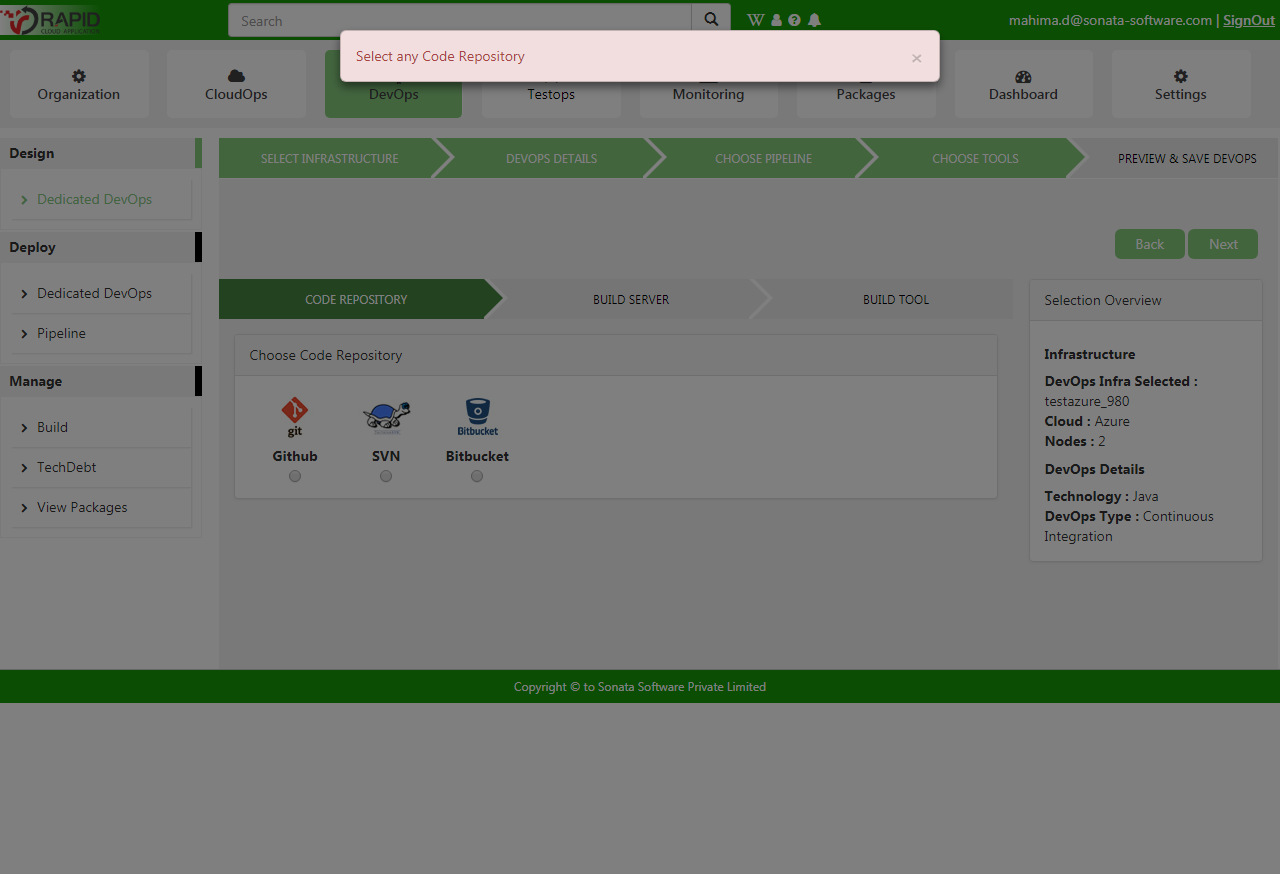 RAPID
CLOUD APPLICATION
Search
mahima.d@sonata-software.com | SignOut
Select any Code Repository
×
Organization
CloudOps
DevOps
Testops
Monitoring
Packages
Dashboard
Settings
Design
Dedicated DevOps
Deploy
Dedicated DevOps
Pipeline
Manage
Build
TechDebt
View Packages
SELECT INFRASTRUCTURE
DEVOPS DETAILS
CHOOSE PIPELINE
CHOOSE TOOLS
PREVIEW & SAVE DEVOPS
Back
Next
CODE REPOSITORY
BUILD SERVER
BUILD TOOL
Choose Code Repository
git
Bitbucket
Github
SVN
Bitbucket
Selection Overview
Infrastructure
DevOps Infra Selected :
testazure_980
Cloud : Azure
Nodes : 2
DevOps Details
Technology : Java
DevOps Type : Continuous
Integration
Copyright © to Sonata Software Private Limited